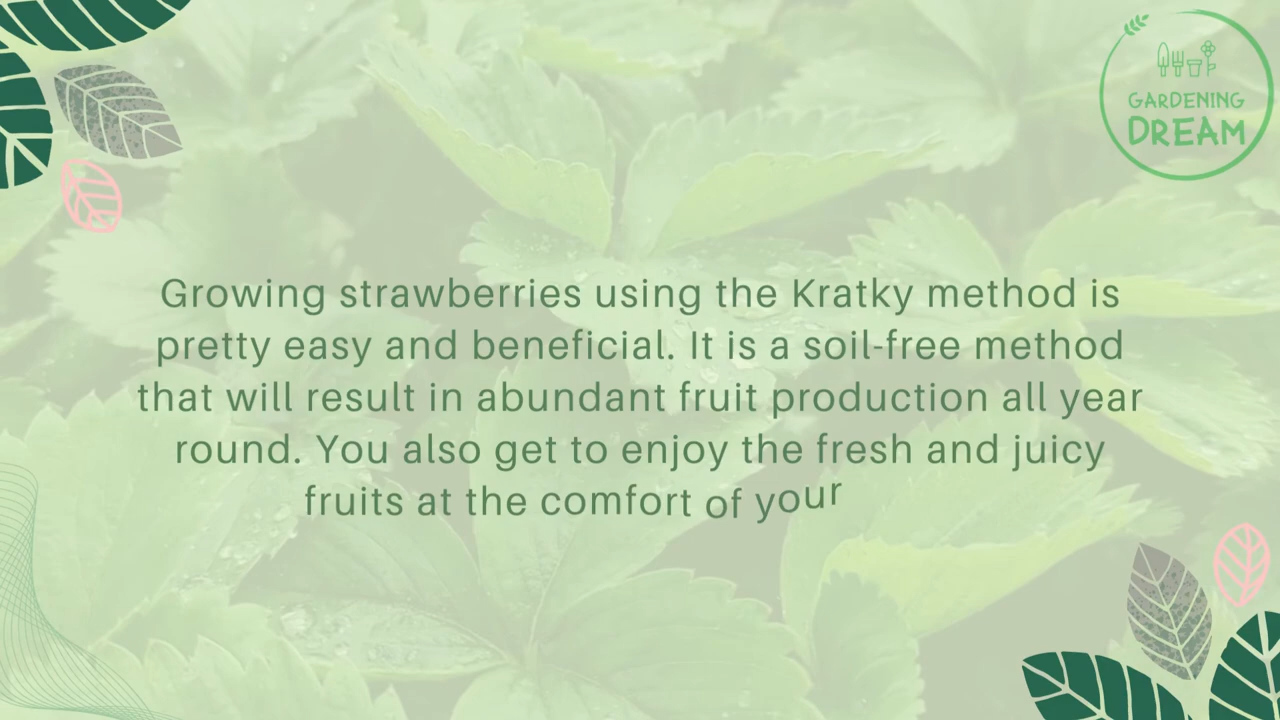 GARDENING
DREAM
Growing strawberries using the Kratky method is
pretty easy and beneficial. It is a soil-free method
that will result in abundant fruit production all year
round. You also get to enjoy the fresh and juicy
fruits at the comfort of your